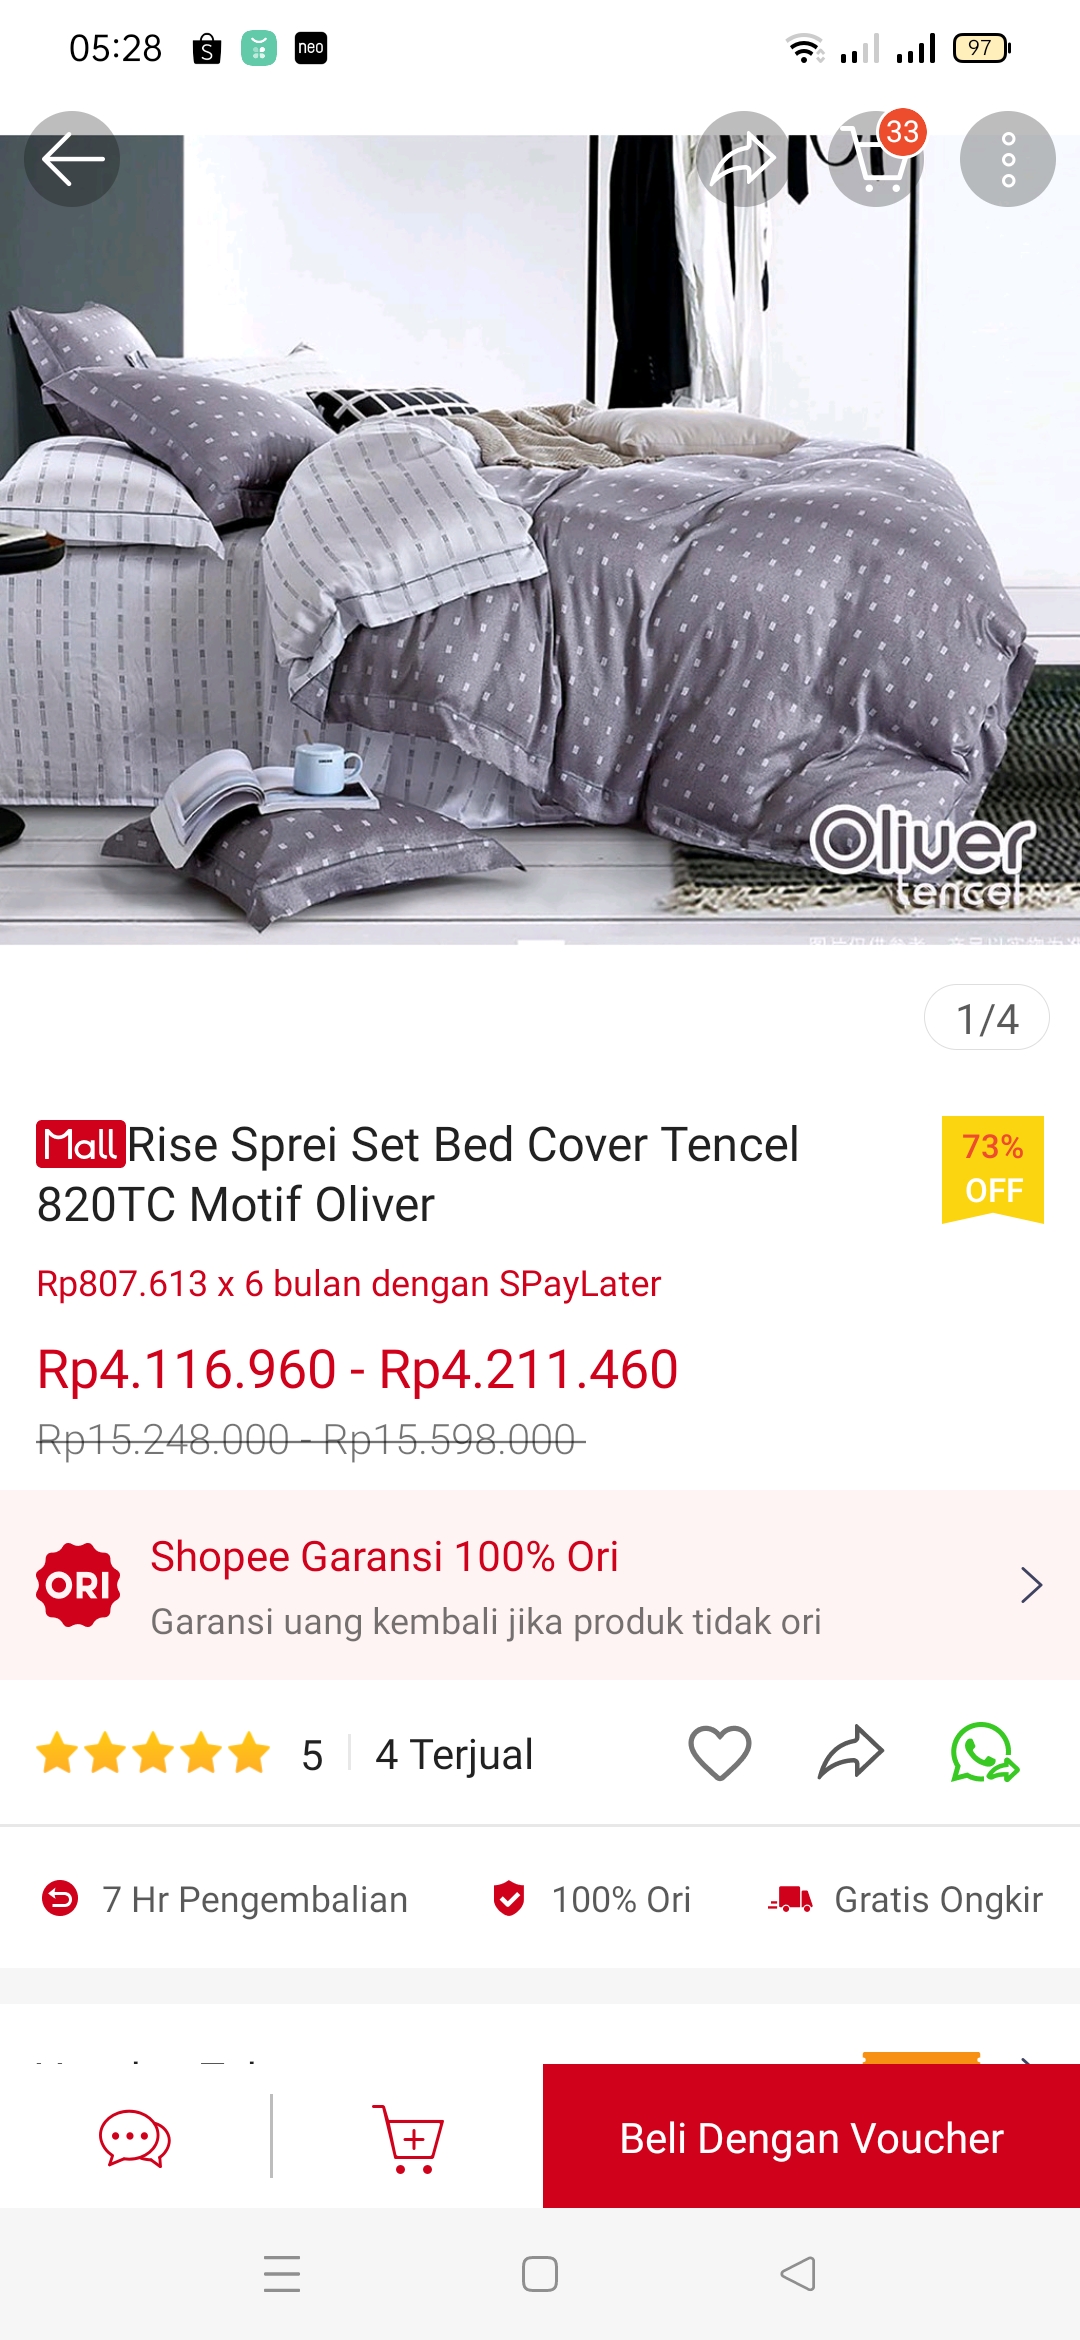 05:28
neo
97
33
Oliver
tencel
1/4
Mall Rise Sprei Set Bed Cover Tencel
820TC Motif Oliver
73%
OFF
Rp807.613 x 6 bulan dengan SPayLater
Rp4.116.960 - Rp4.211.460
Rp15.248.000 - Rp15.598.000
ORI
Shopee Garansi 100% Ori
Garansi uang kembali jika produk tidak ori
5
4 Terjual
7 Hr Pengembalian
100% Ori
Gratis Ongkir
Beli Dengan Voucher